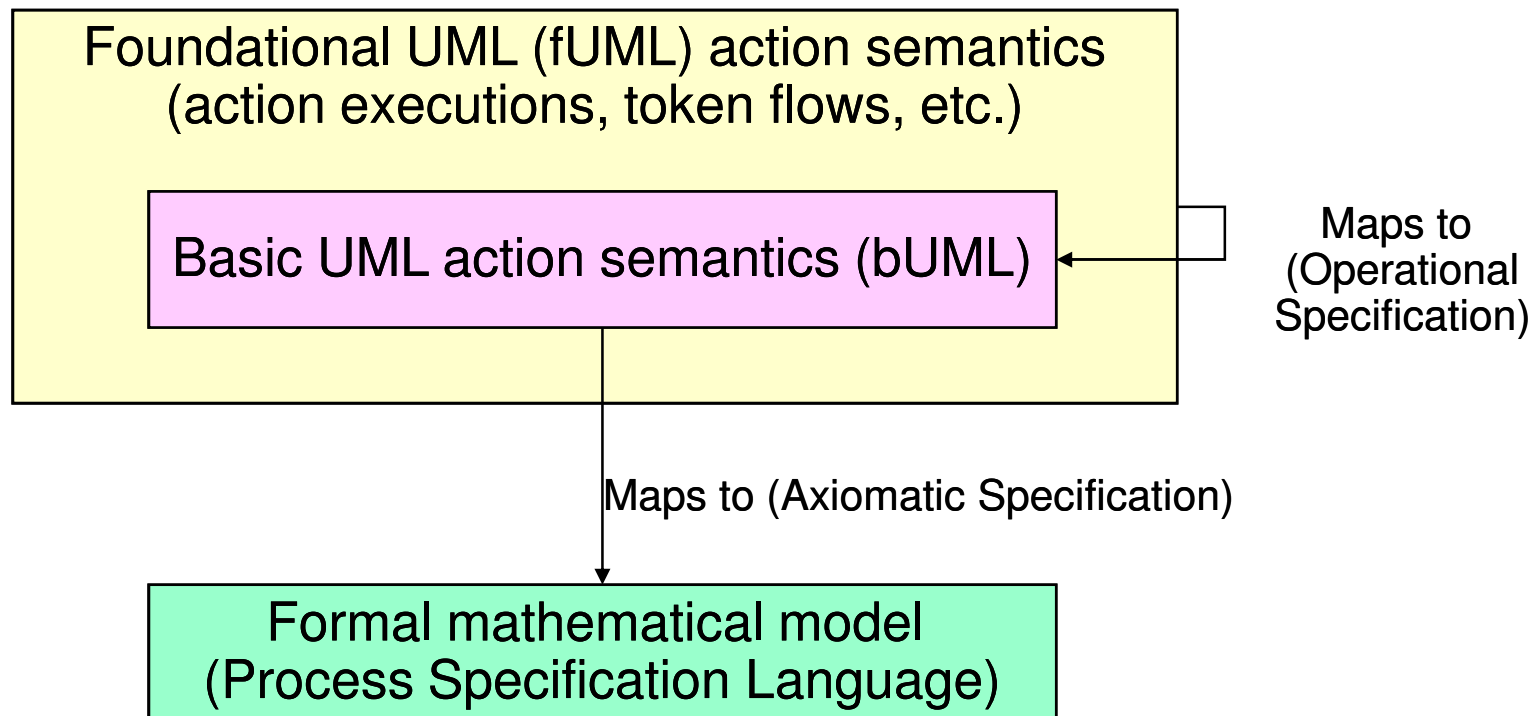 Foundational UML (fUML) action semantics
(action executions, token flows, etc.)
Basic UML action semantics (bUML)
Maps to
(Operational
Specification)
Maps to (Axiomatic Specification)
Formal mathematical model
(Process Specification Language)